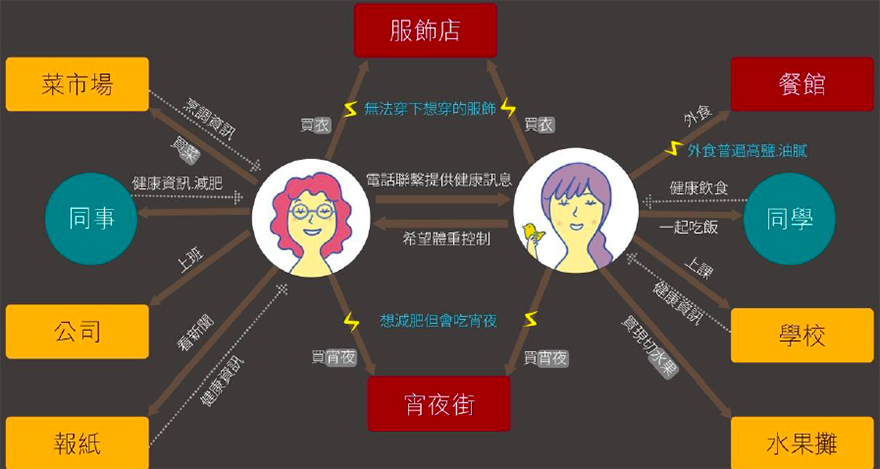 服飾店
菜市場
餐館
烹調資訊
無法穿下想穿的服飾
外食
買衣
買衣
買菜
外食普遍高鹽.油膩
健康資訊.減肥
電話聯繫提供健康訊息
健康飲食
同事
同學
一起吃飯
希望體重控制
上班
上課
健康資訊
公司
看新聞
想減肥但會吃宵夜
買現切水果
學校
買宵夜
買宵夜
健康資訊
宵夜街
報紙
水果攤